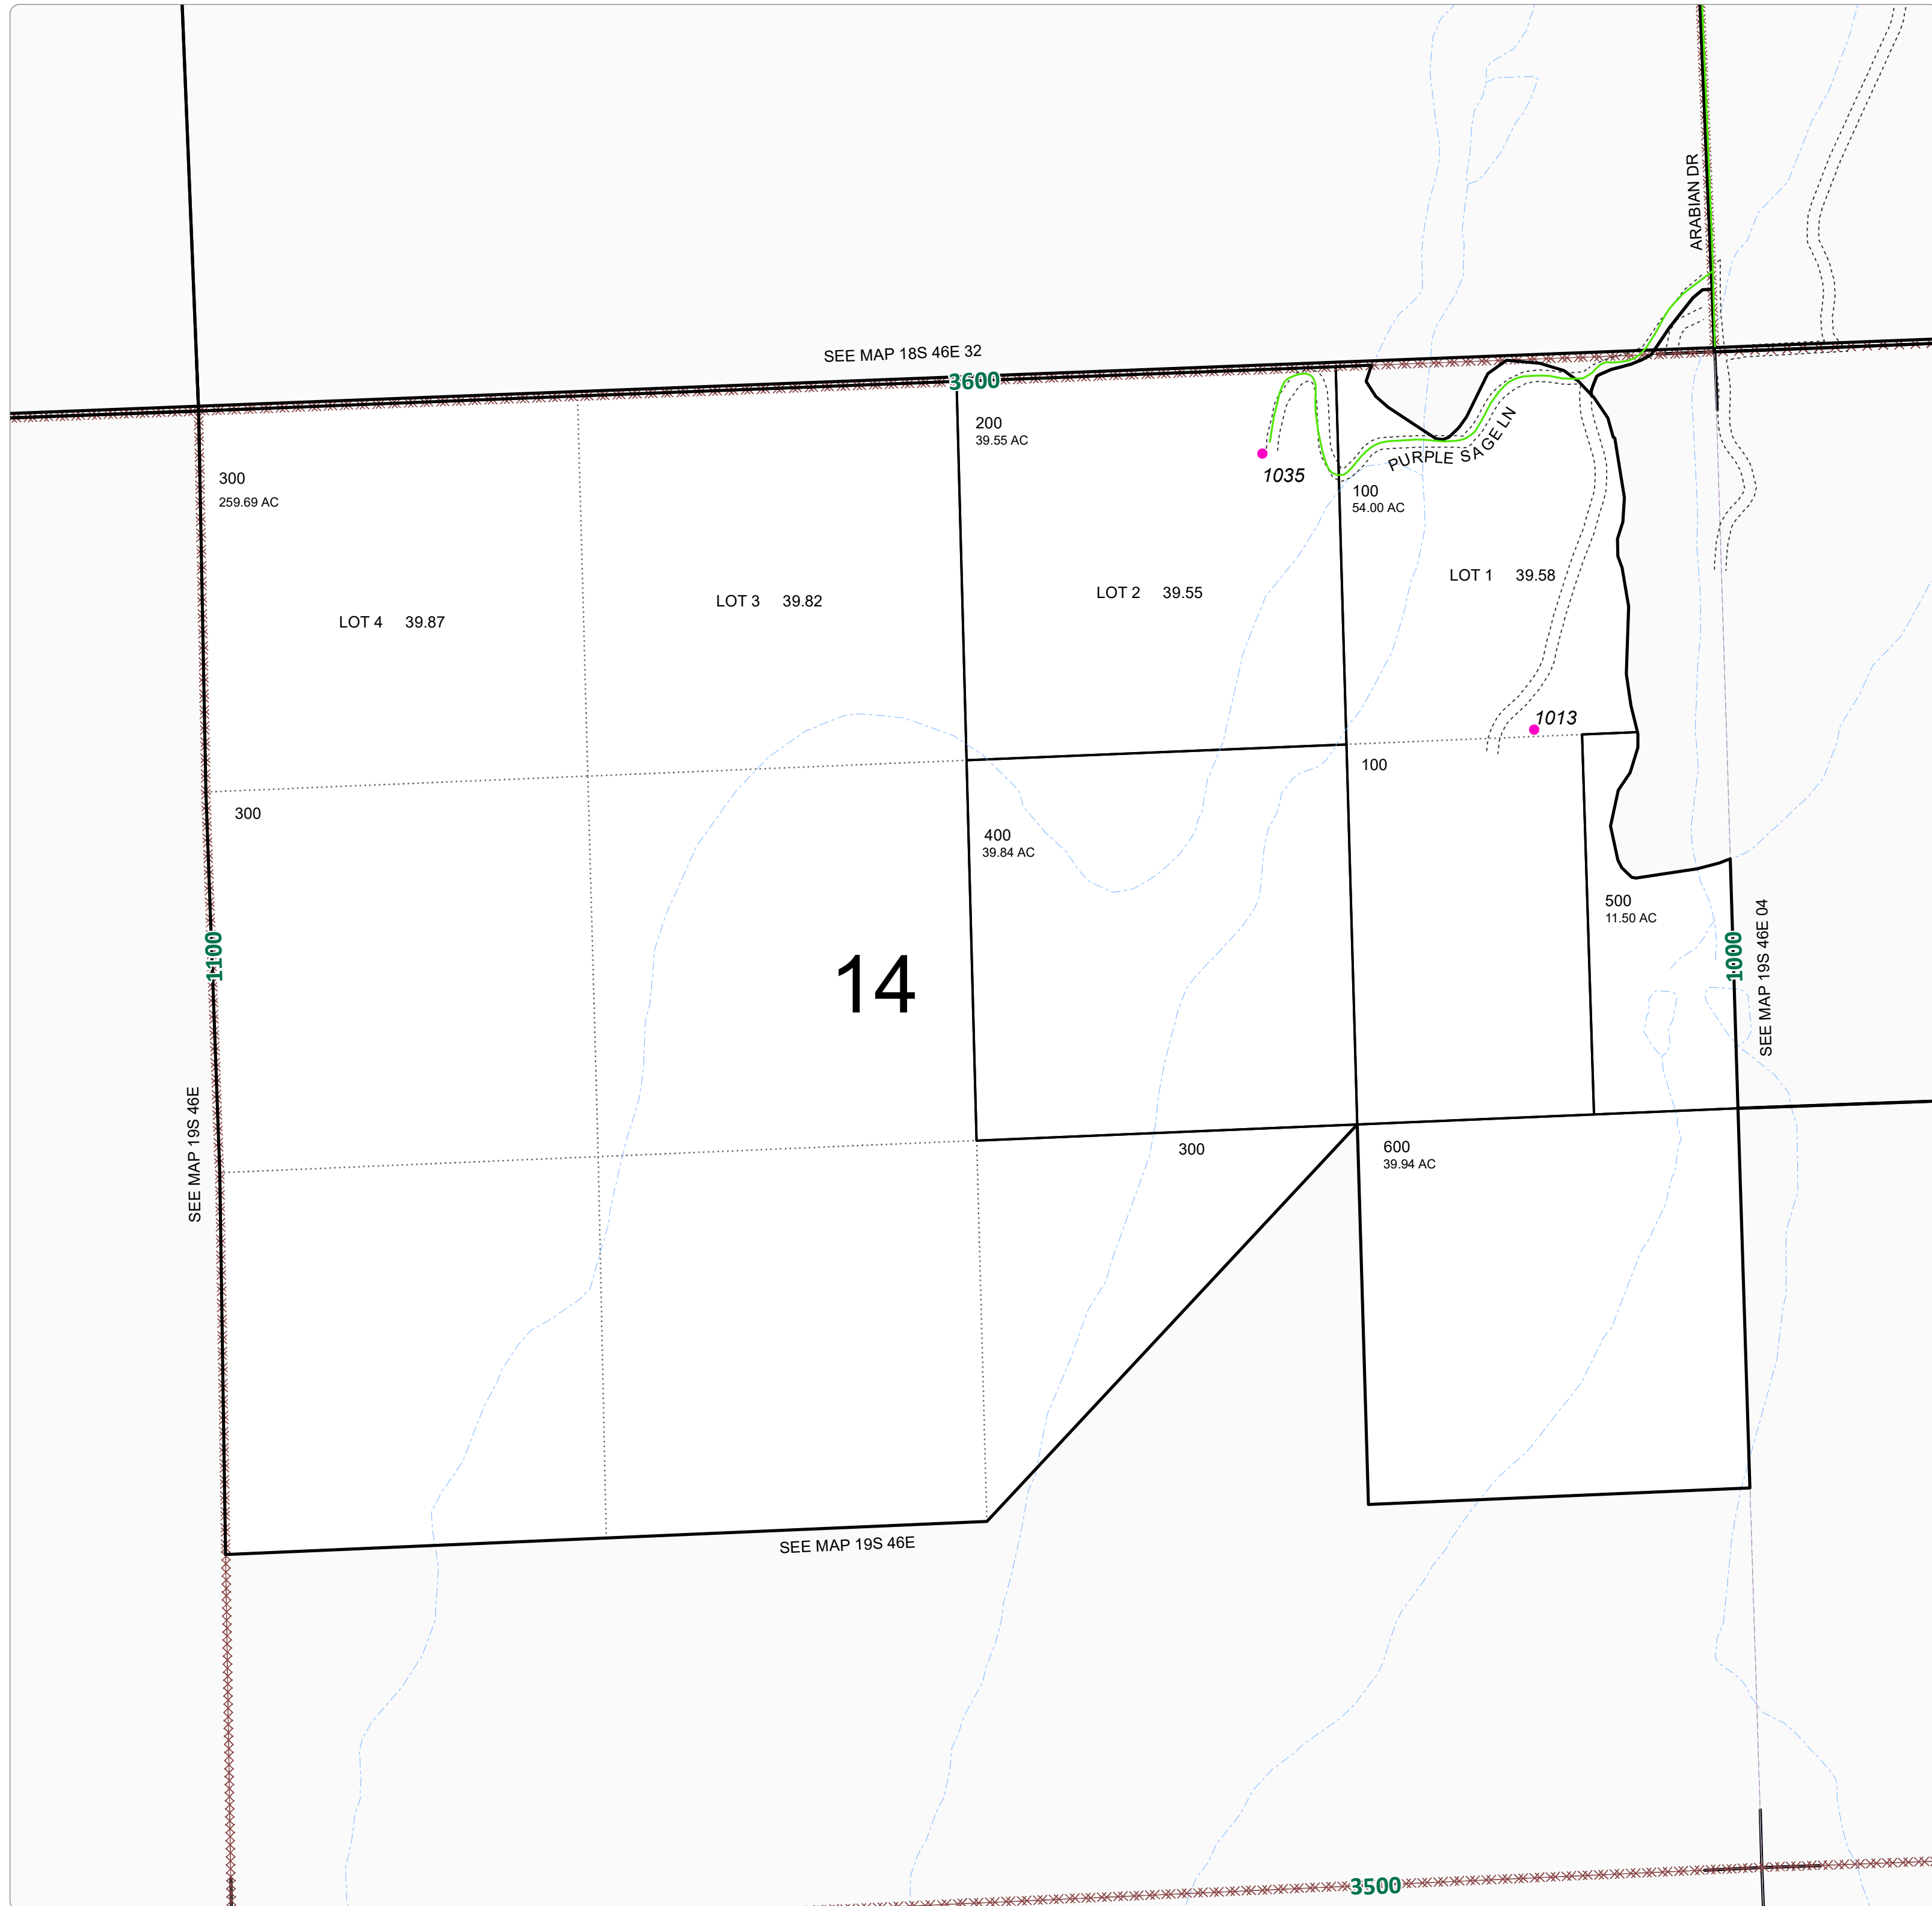 ARABIAN DR
SEE MAP 18S 46E 32
3600
200
39.55 AC
300
259.69 AC
1035
PURPLE SAGE LN
100
54.00 AC
LOT 4 39.87
LOT 3 39.82
LOT 2 39.55
LOT 1 39.58
1013
100
300
400
39.84 AC
500
11.50 AC
1100
14
1000
SEE MAP 19S 46E 04
SEE MAP 19S 46E
300
600
39.94 AC
SEE MAP 19S 46E
3500